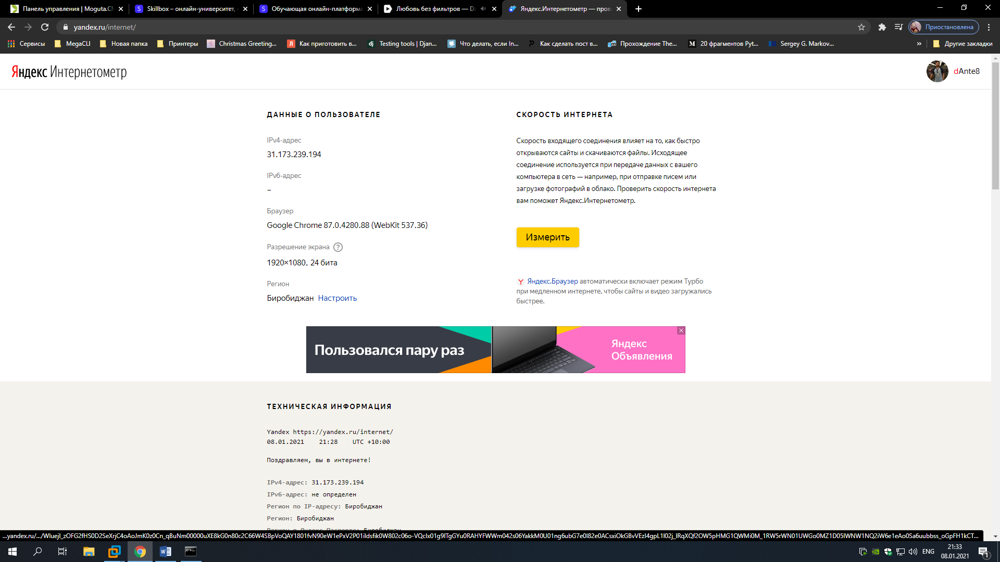 Панель управления | Moguta.C
Skillbox – онлайн-университет,
Обучающая онлайн-платформа
Любовь без фильтров — Da
Яндекс.Интернетометр — пров
yandex.ru/internet/
Приостановлена
Сервисы
MegaCLI
Новая папка
Принтеры
Christmas Greeting...
Как приготовить в...
Testing tools | Djan...
Что делать, если In...
Как сделать пост в...
Прохождение The...
20 фрагментов Pyt...
Sergey G. Markov...
»
Другие закладки
Яндекс Интернетометр
dAnte8
ДАННЫЕ О ПОЛЬЗОВАТЕЛЕ
IPv4-адрес
31.173.239.194
IPv6-адрес
–
Браузер
Google Chrome 87.0.4280.88 (WebKit 537.36)
Разрешение экрана ?
1920×1080, 24 бита
Регион
Биробиджан Настроить
СКОРОСТЬ ИНТЕРНЕТА
Скорость входящего соединения влияет на то, как быстро
открываются сайты и скачиваются файлы. Исходящее
соединение используется при передаче данных с вашего
компьютера в сеть — например, при отправке писем или
загрузке фотографий в облако. Проверить скорость интернета
вам поможет Яндекс.Интернетометр.
Измерить
Яндекс.Браузер автоматически включает режим Турбо
при медленном интернете, чтобы сайты и видео загружались
быстрее.
Пользовался пару раз
Яндекс
Объявления
ТЕХНИЧЕСКАЯ ИНФОРМАЦИЯ
Yandex https://yandex.ru/internet/
08.01.2021 21:28 UTC +10:00
Поздравляем, вы в интернете!
IPv4-адрес: 31.173.239.194
IPv6-адрес: не определен
Регион по IP-адресу: Биробиджан
Регион: Биробиджан
ENG
21:33
08.01.2021
1